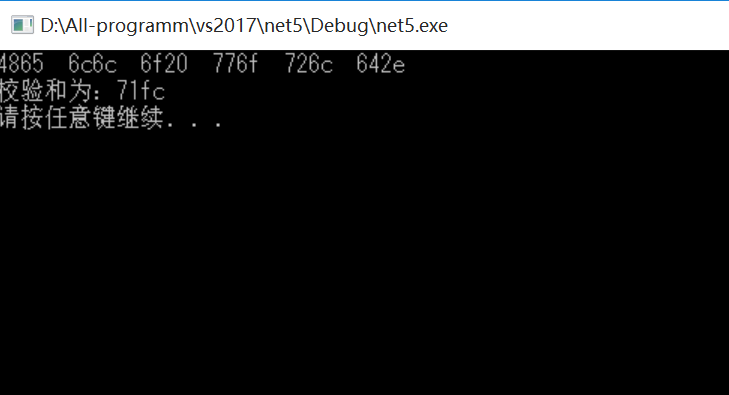 D:\All-programm\vs2017\net5\Debug\net5.exe
4865  6c6c  6f20  776f  726c  642e
校验和为：71fc
请按任意键继续. . .